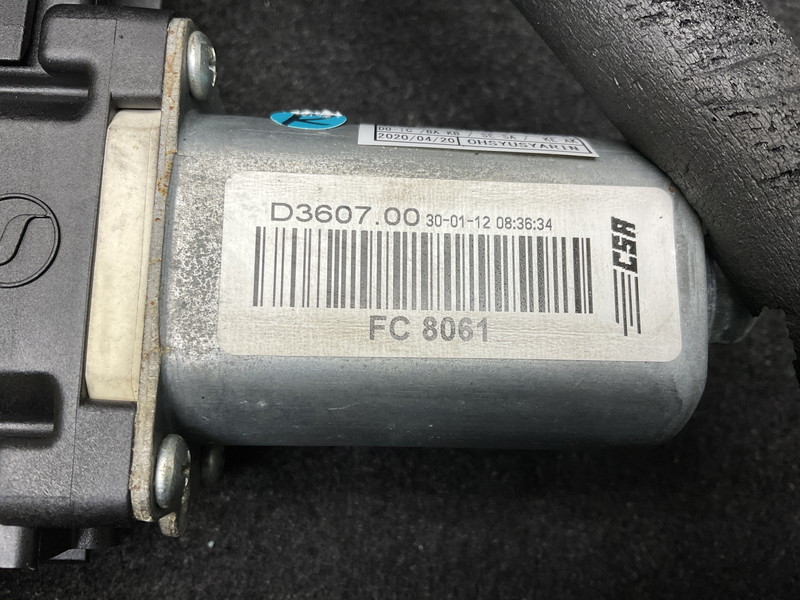 2020/04/20 OHSYUSYARIN
D3607.00 30-01-12 08:36:34
CSA
FC 8061